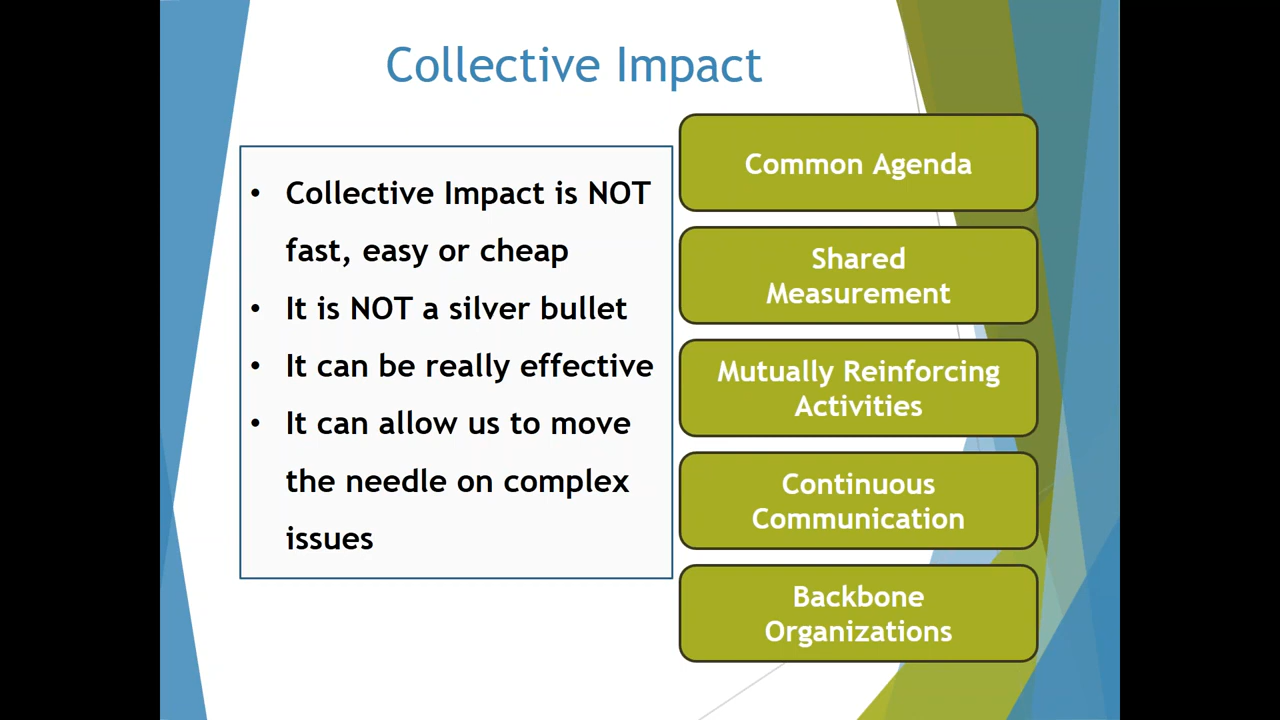 Collective Impact
• Collective Impact is NOT
fast, easy or cheap
• It is NOT a silver bullet
• It can be really effective
• It can allow us to move
the needle on complex
issues
Common Agenda
Shared
Measurement
Mutually Reinforcing
Activities
Continuous
Communication
Backbone
Organizations